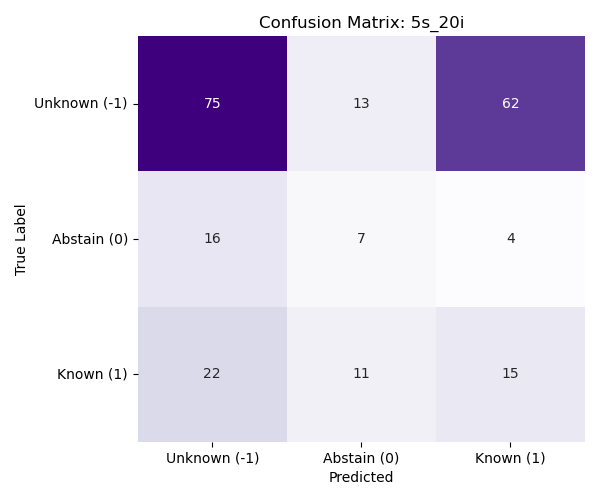 Confusion Matrix: 5s_20i
Unknown (-1) 75 13 62
Abstain (0) 16 7 4
Known (1) 22 11 15
True Label
Unknown (-1) Abstain (0) Known (1)
Predicted